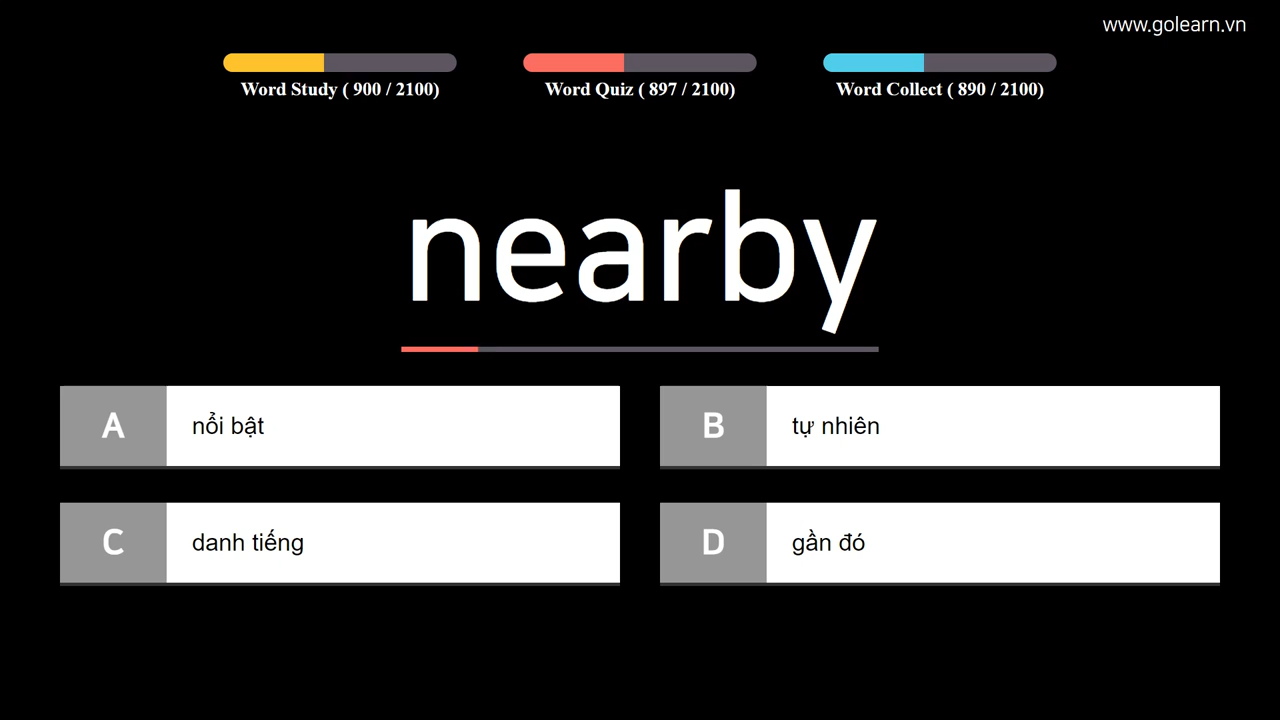 www.golearn.vn
Word Study ( 900 / 2100)
Word Quiz ( 897 / 2100)
Word Collect ( 890 / 2100)
nearby
A nổi bật
B tự nhiên
C danh tiếng
D gần đó